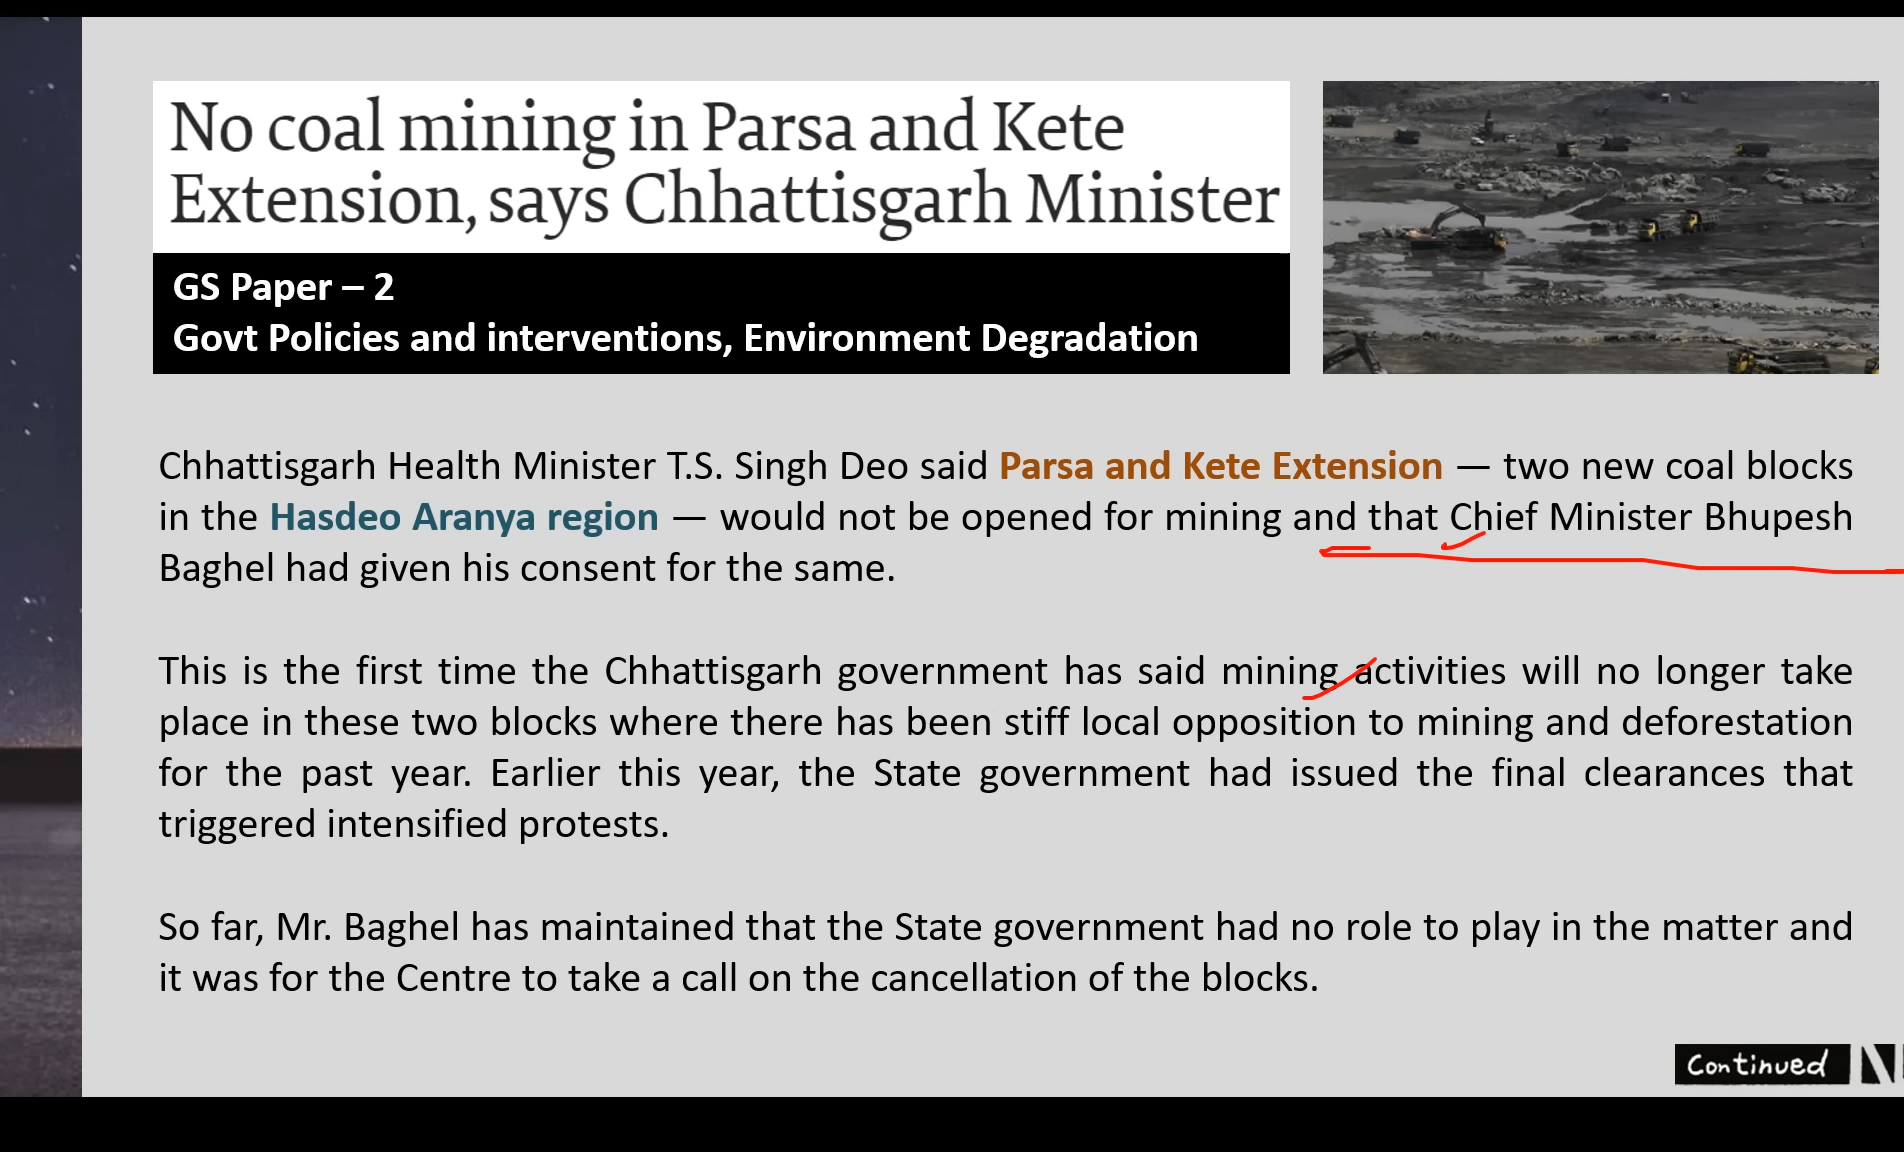 No coal mining in Parsa and Kete
Extension, says Chhattisgarh Minister
GS Paper – 2
Govt Policies and interventions, Environment Degradation
Chhattisgarh Health Minister T.S. Singh Deo said Parsa and Kete Extension — two new coal blocks
in the Hasdeo Aranya region — would not be opened for mining and that Chief Minister Bhupesh
Baghel had given his consent for the same.
This is the first time the Chhattisgarh government has said mining activities will no longer take
place in these two blocks where there has been stiff local opposition to mining and deforestation
for the past year. Earlier this year, the State government had issued the final clearances that
triggered intensified protests.
So far, Mr. Baghel has maintained that the State government had no role to play in the matter and
it was for the Centre to take a call on the cancellation of the blocks.
Continued